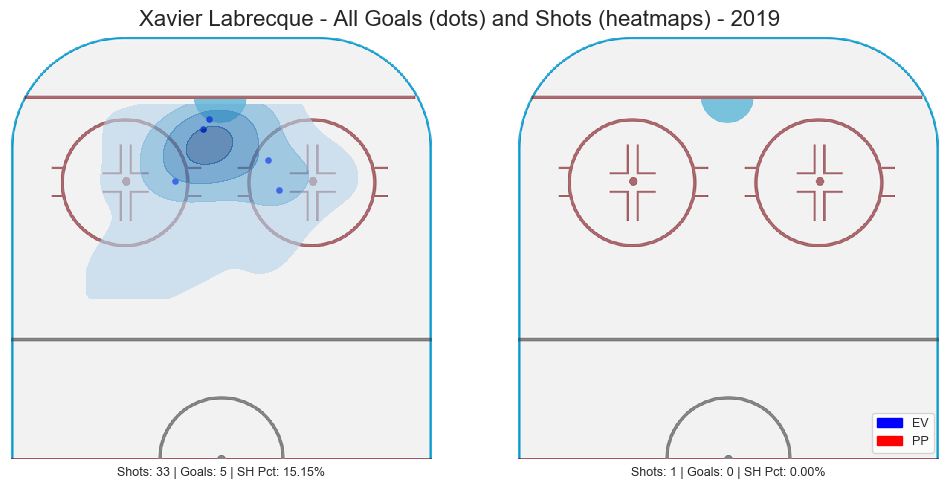 Xavier Labrecque - All Goals (dots) and Shots (heatmaps) - 2019
EV
PP
Shots: 33 | Goals: 5 | SH Pct: 15.15%
Shots: 1 | Goals: 0 | SH Pct: 0.00%